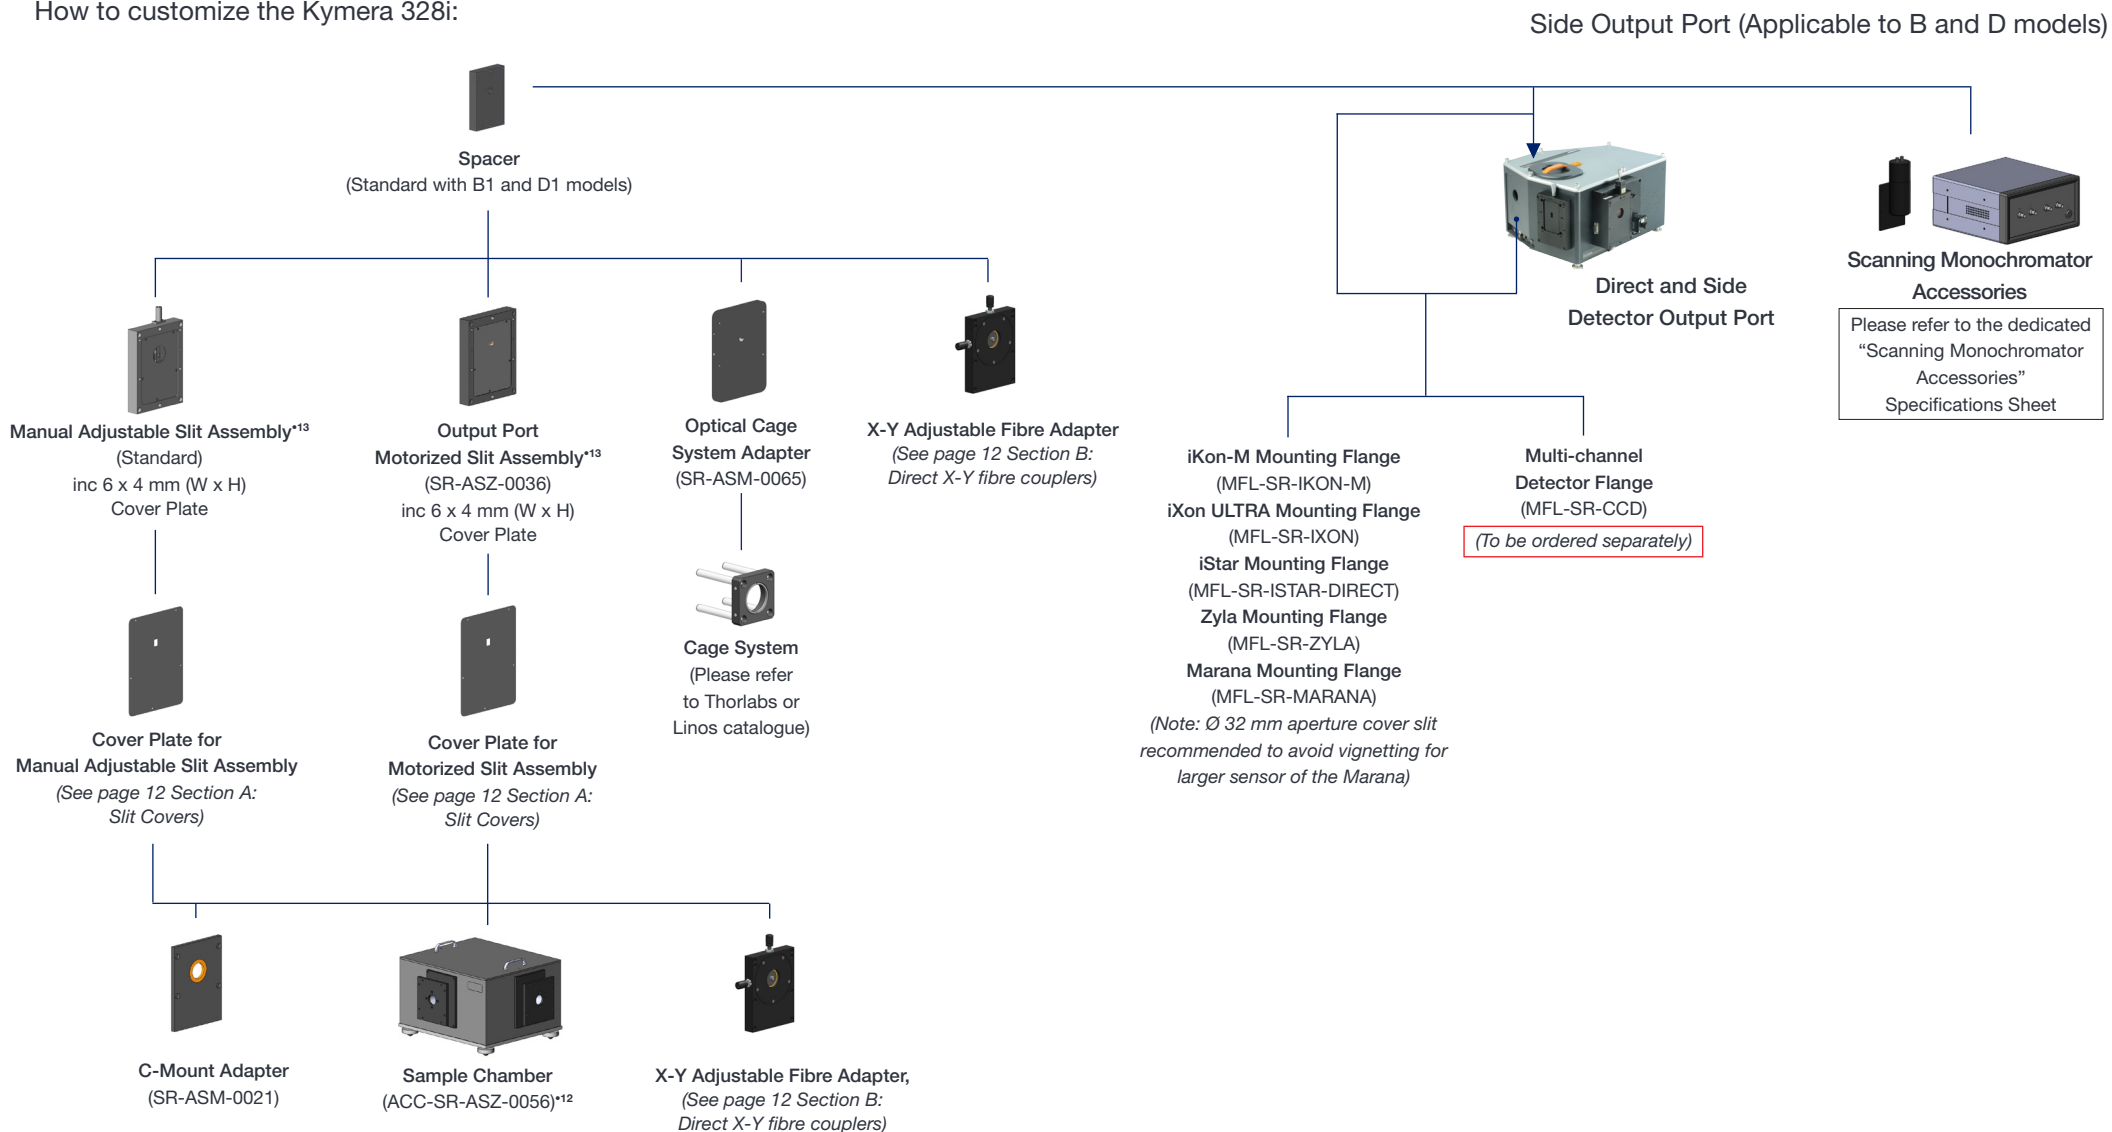 How to customize the Kymera 328i:
Side Output Port (Applicable to B and D models)
Spacer
(Standard with B1 and D1 models)
Manual Adjustable Slit Assembly•13
(Standard)
inc 6 x 4 mm (W x H)
Cover Plate
Output Port
Motorized Slit Assembly•13
(SR-ASZ-0036)
inc 6 x 4 mm (W x H)
Cover Plate
Optical Cage
System Adapter
(SR-ASM-0065)
X-Y Adjustable Fibre Adapter
(See page 12 Section B:
Direct X-Y fibre couplers)
Direct and Side
Detector Output Port
Scanning Monochromator
Accessories
Please refer to the dedicated
“Scanning Monochromator
Accessories”
Specifications Sheet
iKon-M Mounting Flange
(MFL-SR-IKON-M)
iXon ULTRA Mounting Flange
(MFL-SR-IXON)
iStar Mounting Flange
(MFL-SR-ISTAR-DIRECT)
Zyla Mounting Flange
(MFL-SR-ZYLA)
Marana Mounting Flange
(MFL-SR-MARANA)
(Note: Ø 32 mm aperture cover slit
recommended to avoid vignetting for
larger sensor of the Marana)
Multi-channel
Detector Flange
(MFL-SR-CCD)
(To be ordered separately)
Cage System
(Please refer
to Thorlabs or
Linos catalogue)
Cover Plate for
Manual Adjustable Slit Assembly
(See page 12 Section A:
Slit Covers)
Cover Plate for
Motorized Slit Assembly
(See page 12 Section A:
Slit Covers)
C-Mount Adapter
(SR-ASM-0021)
Sample Chamber
(ACC-SR-ASZ-0056)•12
X-Y Adjustable Fibre Adapter,
(See page 12 Section B:
Direct X-Y fibre couplers)